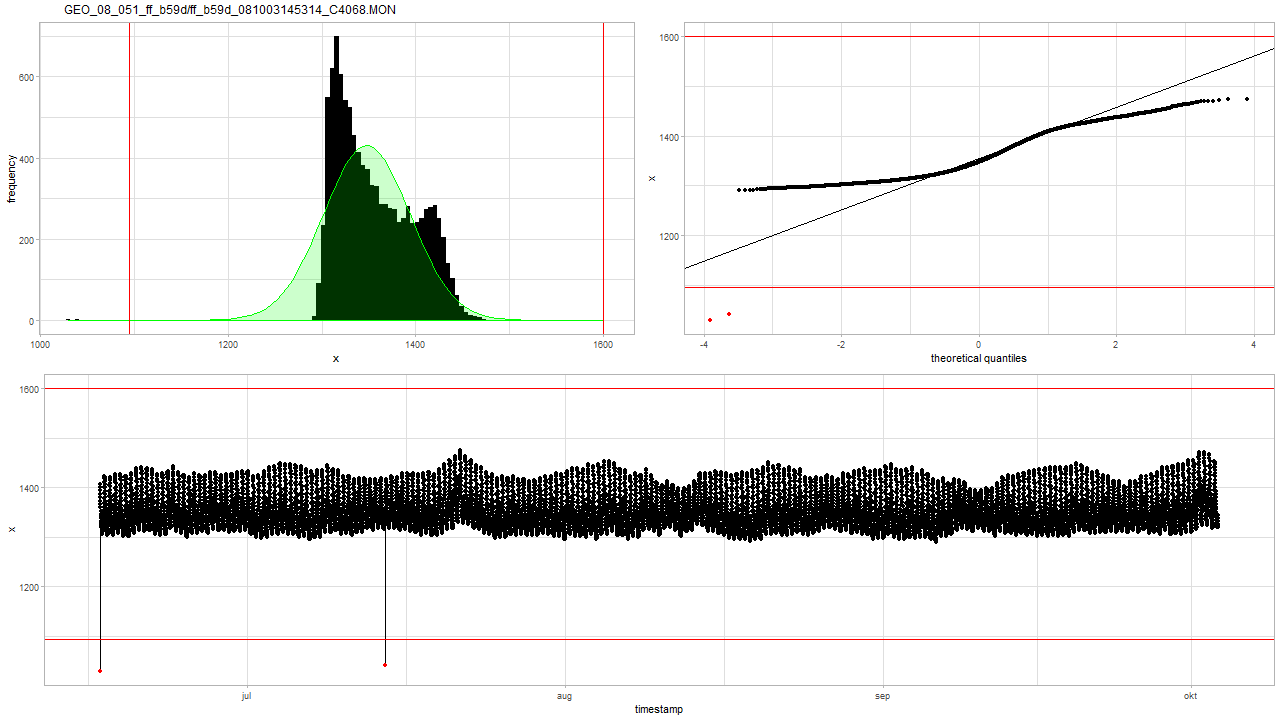 GEO_08_051_ff_b59d/ff_b59d_081003145314_C4068.MON
600
400
200
0
frequency
1000
1200
1400
1600
x
1600
1400
1200
x
-4
-2
0
2
4
theoretical quantiles
1600
1400
1200
x
jul
aug
sep
okt
timestamp